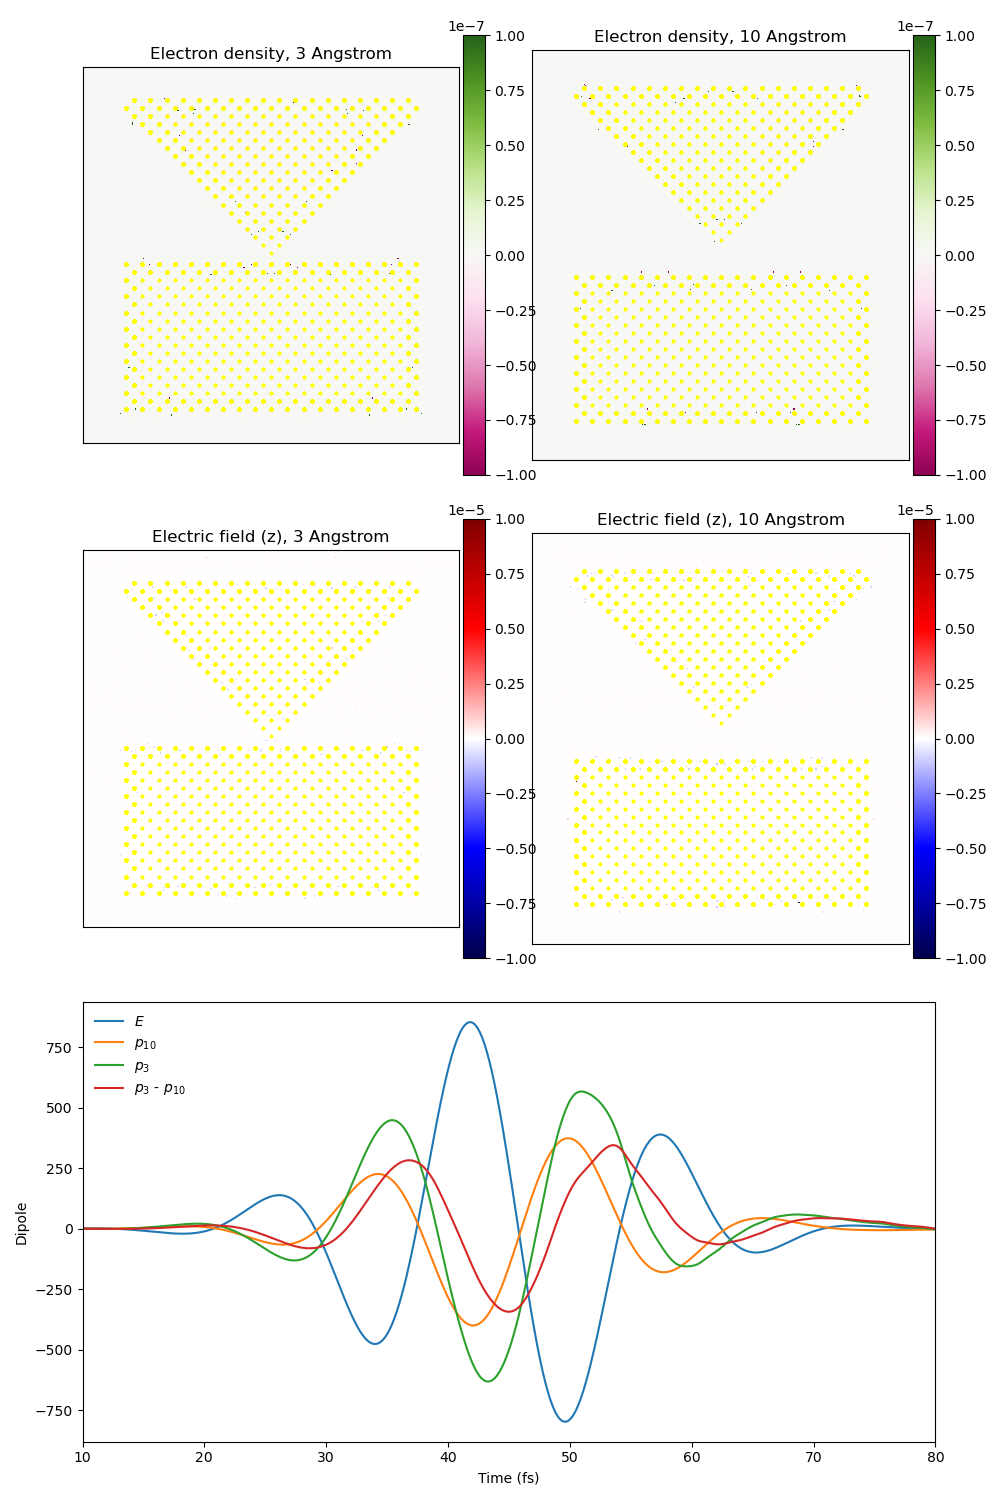 Electron density, 3 Angstrom
1e−7
1.00
0.75
0.50
0.25
0.00
−0.25
−0.50
−0.75
−1.00
Electron density, 10 Angstrom
1e−7
1.00
0.75
0.50
0.25
0.00
−0.25
−0.50
−0.75
−1.00
Electric field (z), 3 Angstrom
1e−5
1.00
0.75
0.50
0.25
0.00
−0.25
−0.50
−0.75
−1.00
Electric field (z), 10 Angstrom
1e−5
1.00
0.75
0.50
0.25
0.00
−0.25
−0.50
−0.75
−1.00
E
p10
p3
p3 - p10
Dipole
750
500
250
0
−250
−500
−750
10 20 30 40 50 60 70 80
Time (fs)